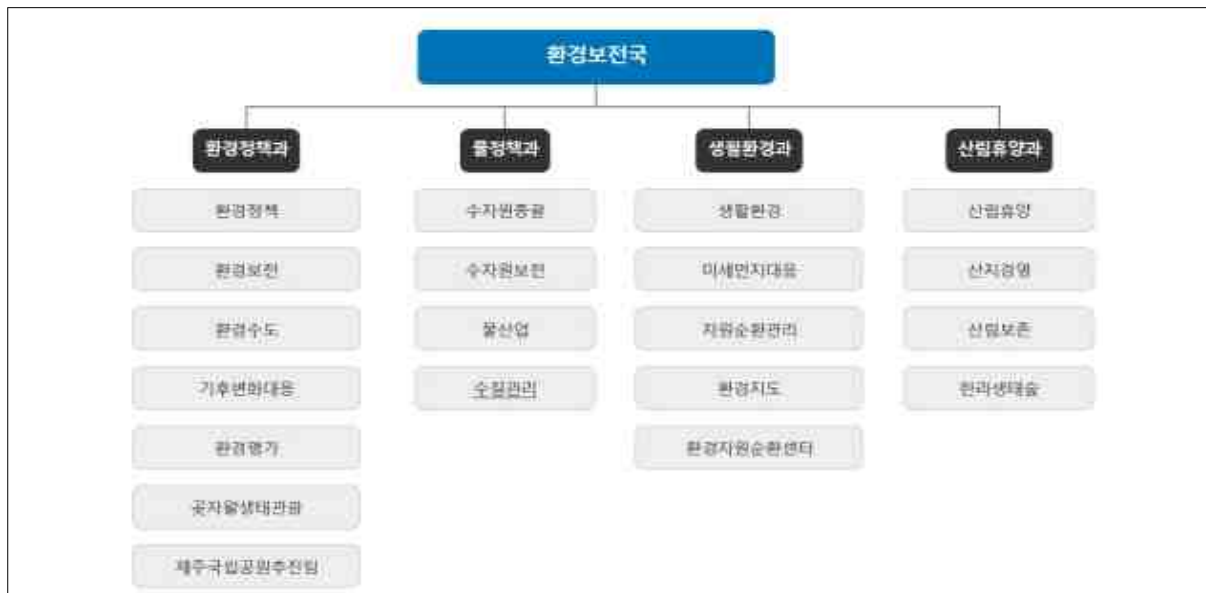 환경보전국
환경정책과
물정책과
생활환경과
산림휴양과
환경정책
수자원총괄
생활환경
산림휴양
환경보전
수자원보전
미세먼지대응
산지경영
환경수도
물산업
자원순환관리
산림보존
기후변화대응
수질관리
환경지도
한라생태숲
환경평가
환경자원순환센터
곶자왈생태관광
제주국립공원추진팀